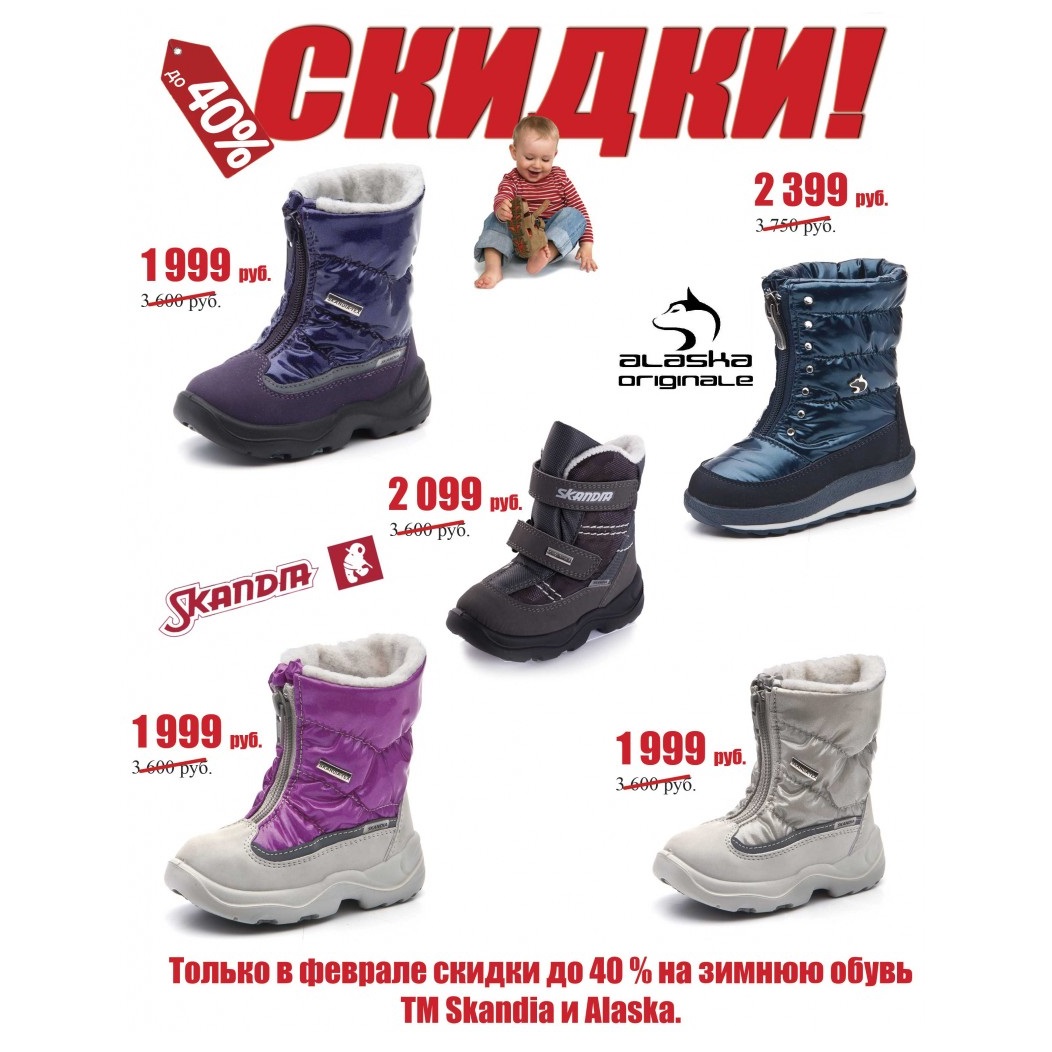 до 40%
СКИДКИ!
2 399 руб.
3 750 руб.
1 999 руб.
3 600 руб.
alaska
originale
2 099 руб.
3 600 руб.
SKANDIA
SKANDIA
1 999 руб.
3 600 руб.
1 999 руб.
3 600 руб.
Только в феврале скидки до 40 % на зимнюю обувь
ТМ Skandia и Alaska.